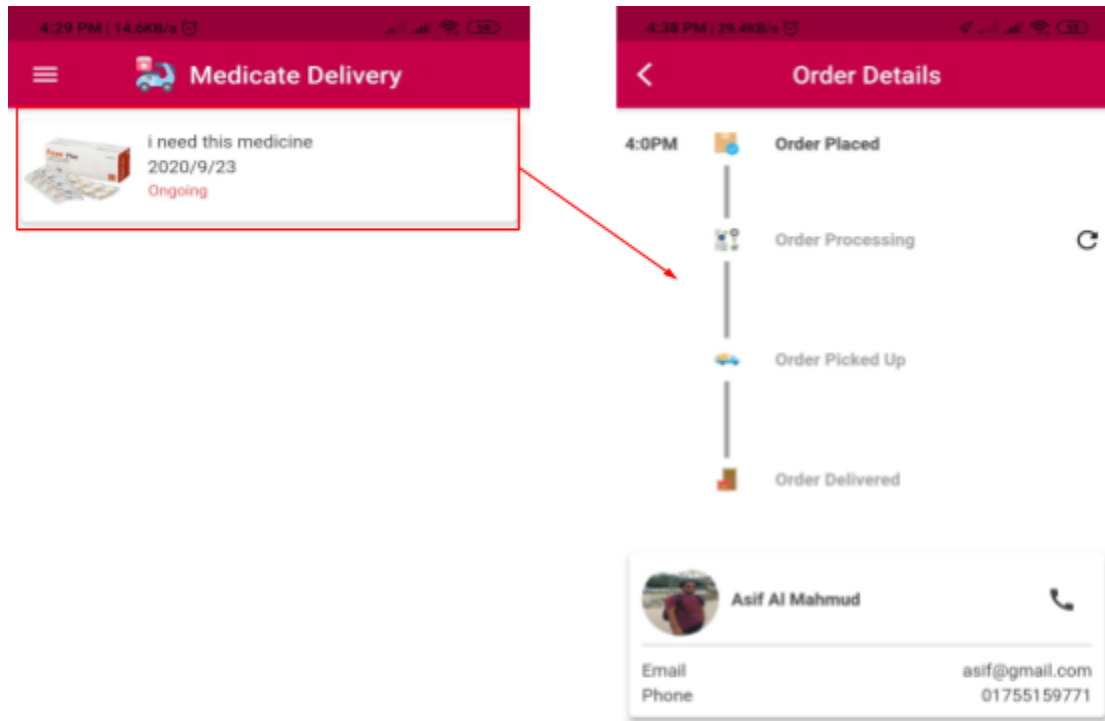 4:29 PM | 14.6KB/s
Medicate Delivery
i need this medicine
2020/9/23
Ongoing
4:38 PM | 29.4KB/s
Order Details
4:0PM
Order Placed
Order Processing
Order Picked Up
Order Delivered
Asif Al Mahmud
Email
asif@gmail.com
Phone
01755159771